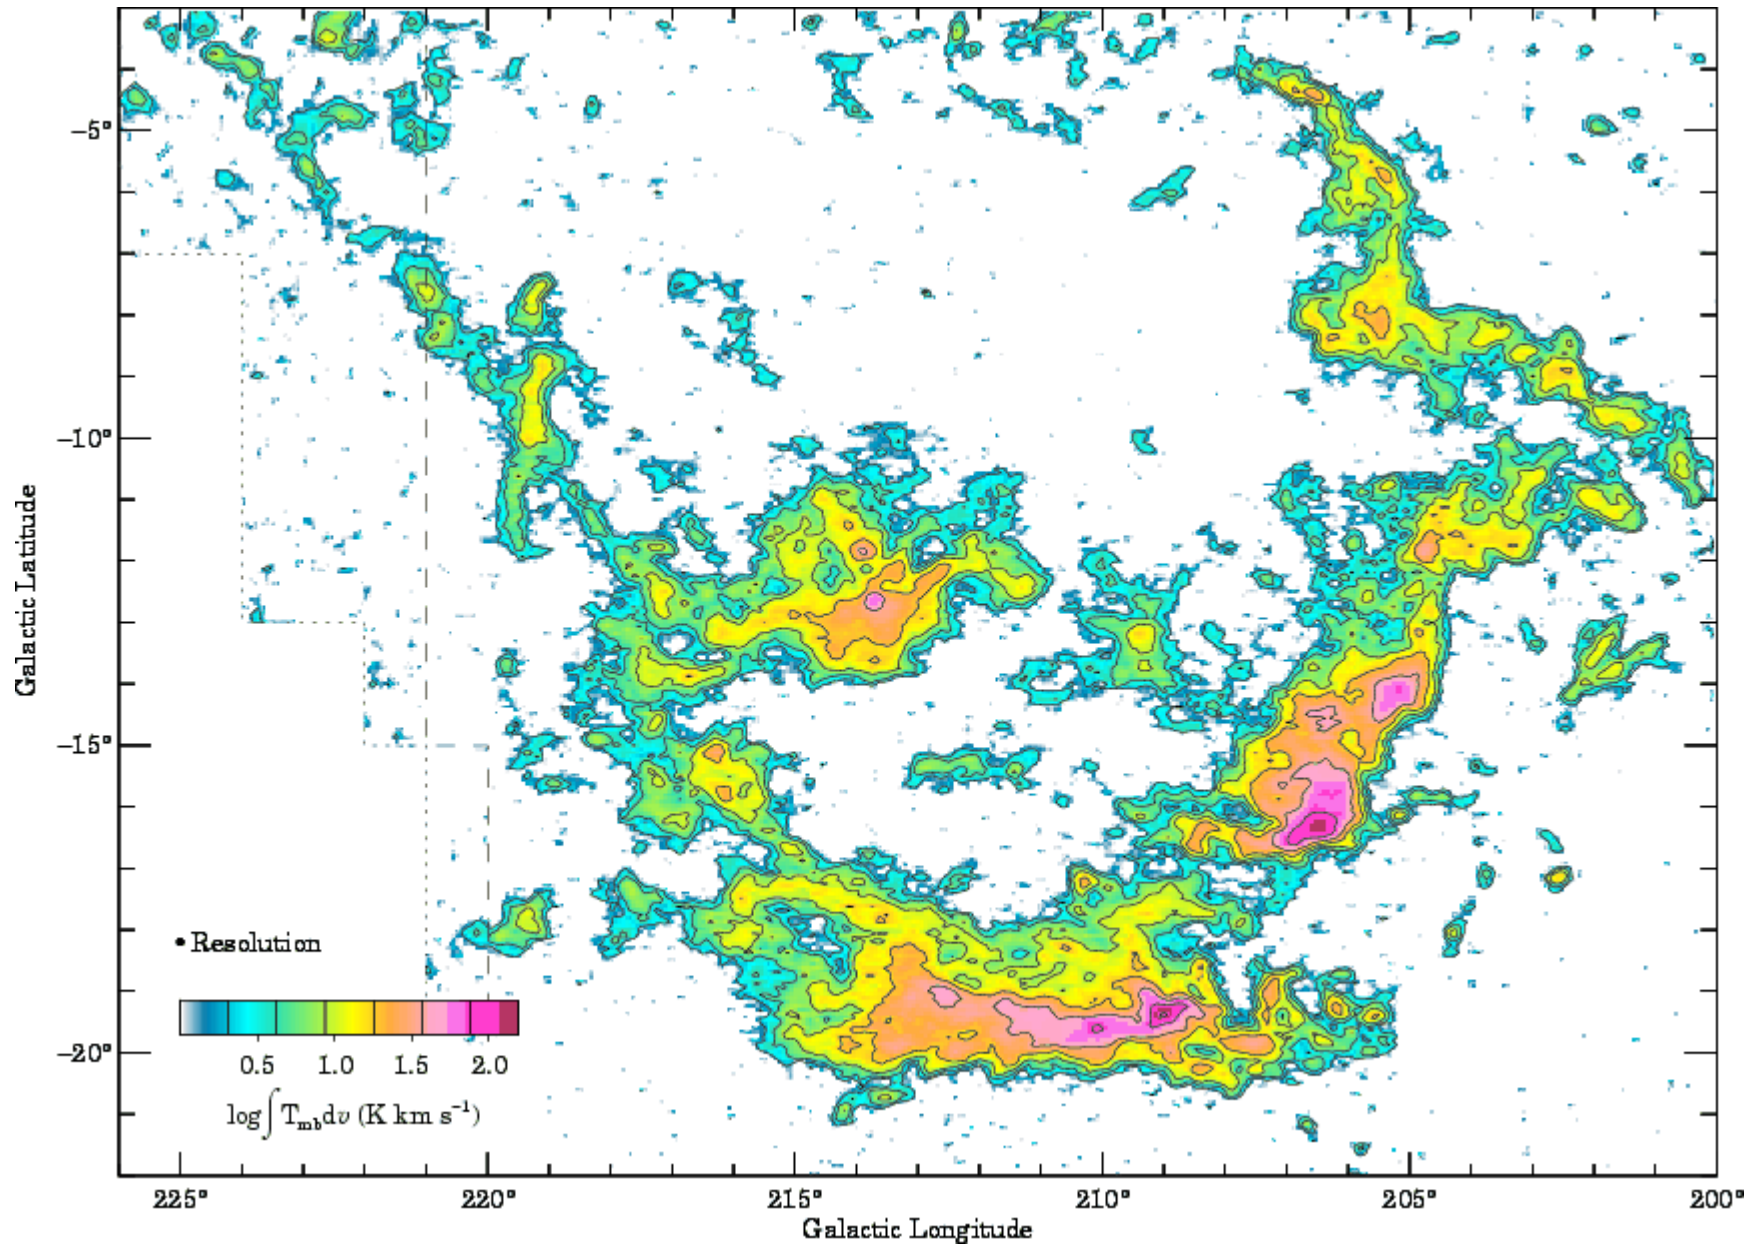 −5°
−10°
−15°
−20°
Galactic Latitude
• Resolution
0.5 1.0 1.5 2.0
log∫T_mb dv (K km s⁻¹)
225° 220° 215° 210° 205° 200°
Galactic Longitude